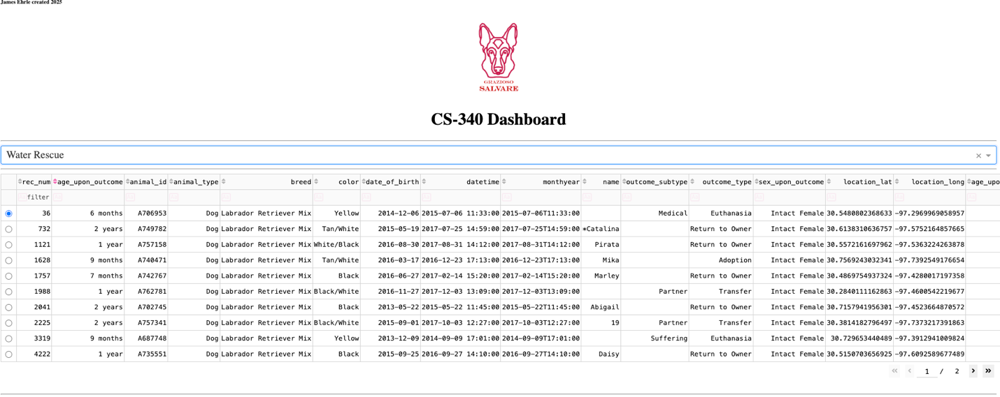 James Ehrle created 2025
GRAZIOSO
SALVARE
CS-340 Dashboard
Water Rescue
rec_num age_upon_outcome animal_id animal_type breed color date_of_birth datetime monthyear name outcome_subtype outcome_type sex_upon_outcome location_lat location_long age_upo
filter
36 6 months A706953 Dog Labrador Retriever Mix Yellow 2014-12-06 2015-07-06 11:33:00 2015-07-06T11:33:00 Medical Euthanasia Intact Female 30.5480802368633 -97.2969969058957
732 2 years A749782 Dog Labrador Retriever Mix Tan/White 2015-05-19 2017-07-25 14:59:00 2017-07-25T14:59:00 *Catalina Return to Owner Intact Female 30.6138310636757 -97.5752164857665
1121 1 year A757158 Dog Labrador Retriever Mix White/Black 2016-08-30 2017-08-31 14:12:00 2017-08-31T14:12:00 Pirata Return to Owner Intact Female 30.5572161697962 -97.5363224263878
1628 9 months A740471 Dog Labrador Retriever Mix Tan/White 2016-03-17 2016-12-23 17:13:00 2016-12-23T17:13:00 Mika Adoption Intact Female 30.7569243032341 -97.7392549176654
1757 7 months A742767 Dog Labrador Retriever Mix Black 2016-06-27 2017-02-14 15:20:00 2017-02-14T15:20:00 Marley Return to Owner Intact Female 30.4869754937324 -97.4280017197358
1988 1 year A762781 Dog Labrador Retriever Mix Black/White 2016-11-27 2017-12-03 13:09:00 2017-12-03T13:09:00 Partner Transfer Intact Female 30.2840111162863 -97.4600542219677
2041 2 years A702745 Dog Labrador Retriever Mix Black 2013-05-22 2015-05-22 11:45:00 2015-05-22T11:45:00 Abigail Return to Owner Intact Female 30.7157941956301 -97.4523664870572
2225 2 years A757341 Dog Labrador Retriever Mix Black/White 2015-09-01 2017-10-03 12:27:00 2017-10-03T12:27:00 19 Partner Transfer Intact Female 30.3814182796497 -97.7373217391863
3319 9 months A687748 Dog Labrador Retriever Mix Yellow 2013-12-09 2014-09-09 17:01:00 2014-09-09T17:01:00 Suffering Euthanasia Intact Female 30.729653440489 -97.3912941009824
4222 1 year A735551 Dog Labrador Retriever Mix Black 2015-09-25 2016-09-27 14:10:00 2016-09-27T14:10:00 Daisy Return to Owner Intact Female 30.5150703656925 -97.6092589677489
1 / 2